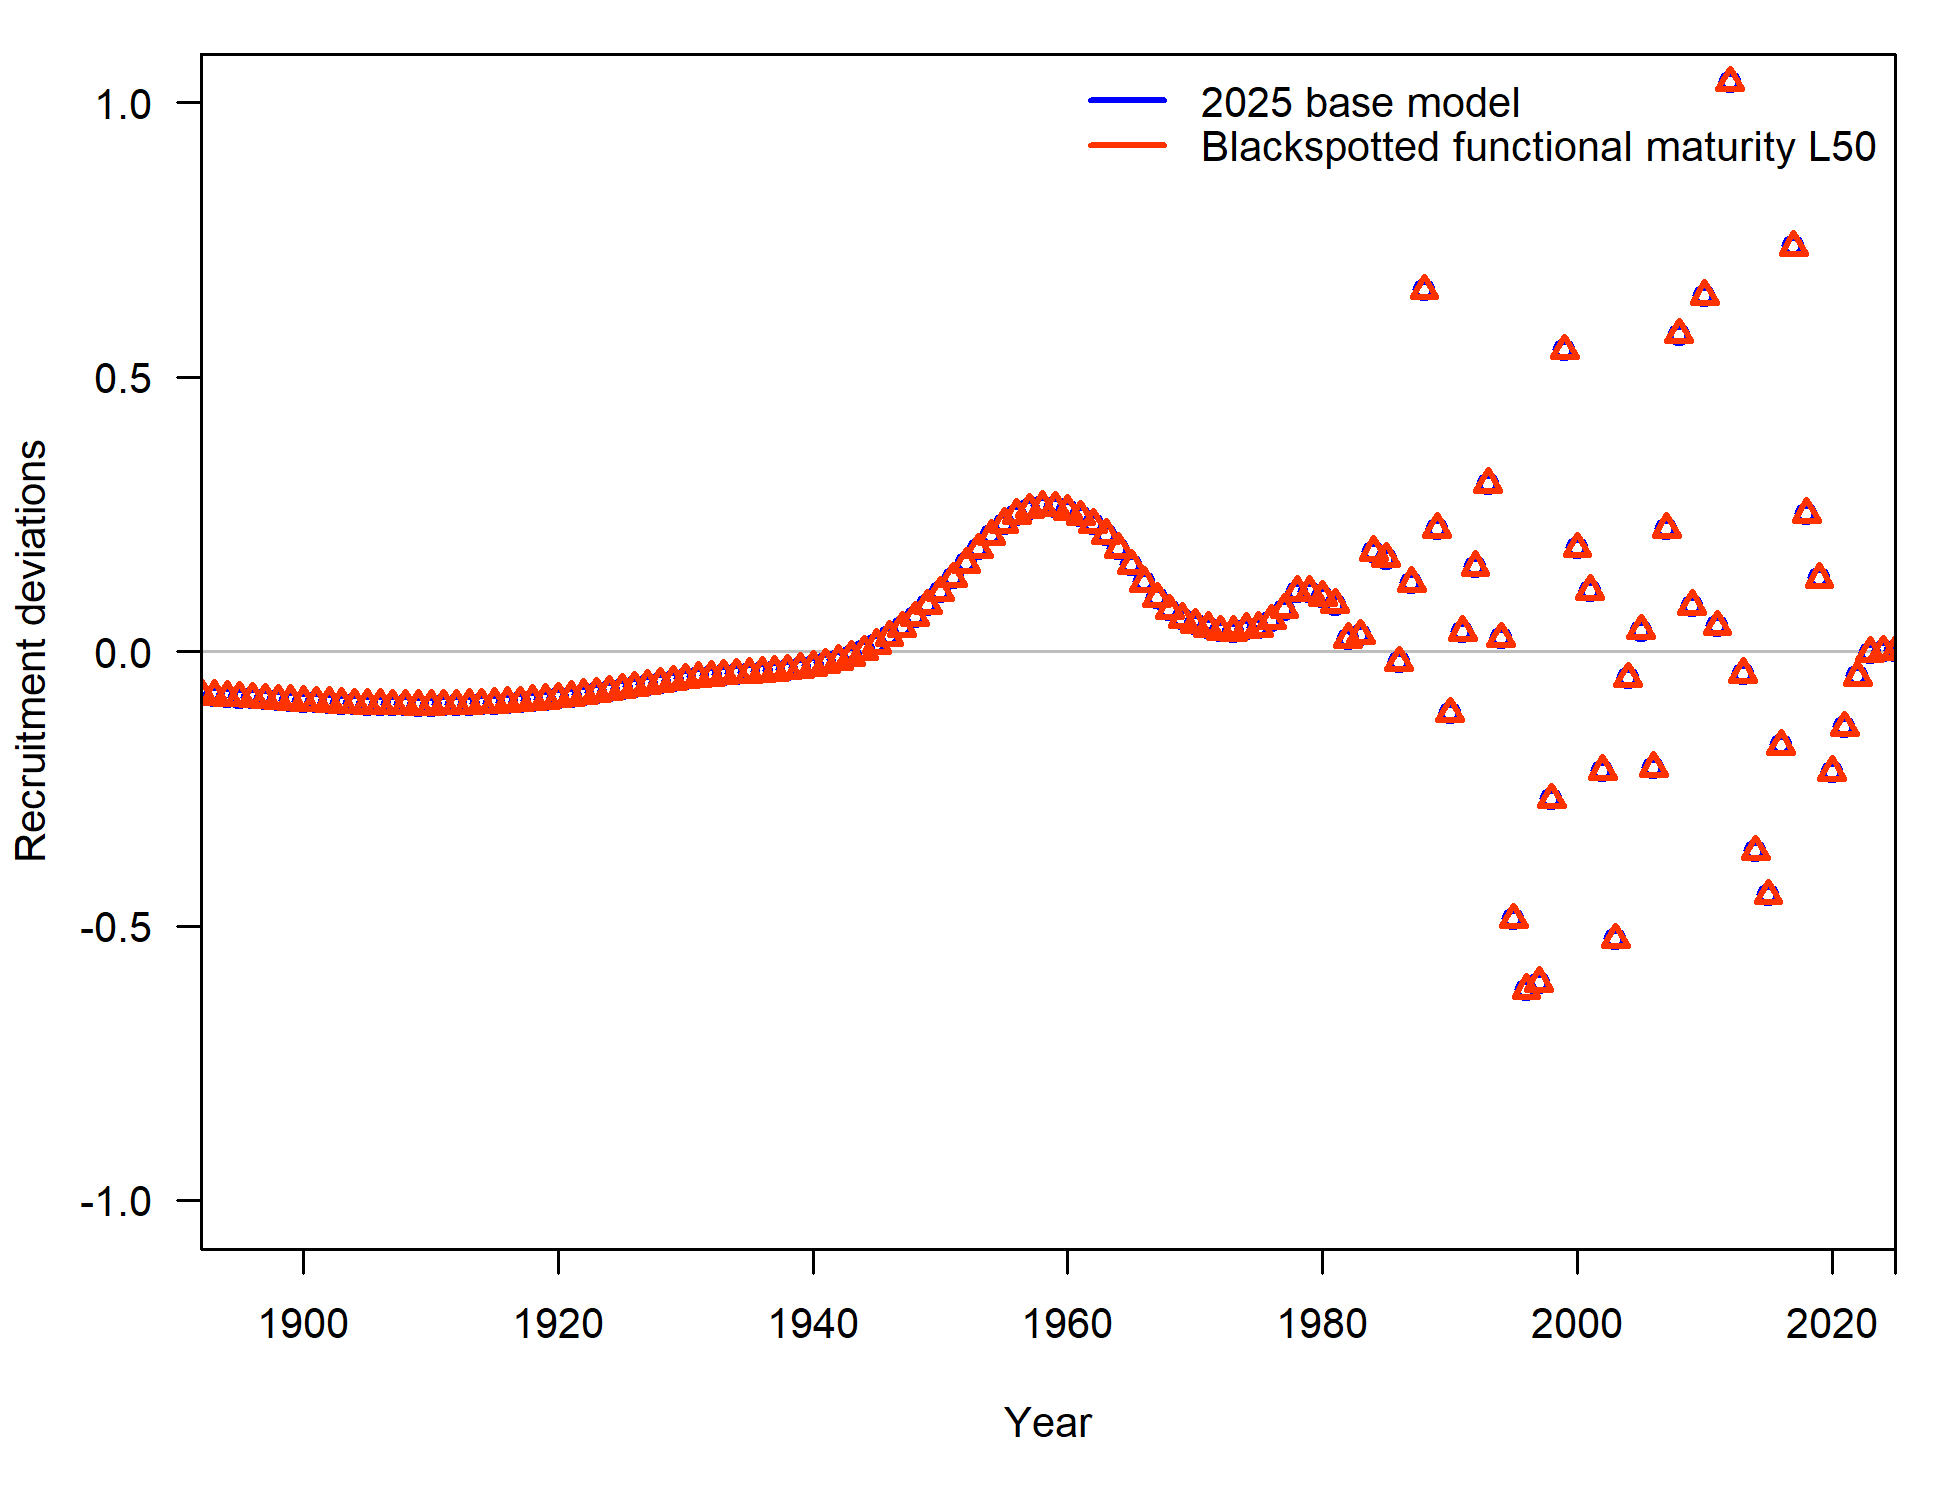 2025 base model
Blackspotted functional maturity L50
1.0
0.5
0.0
-0.5
-1.0
Recruitment deviations
1900 1920 1940 1960 1980 2000 2020
Year